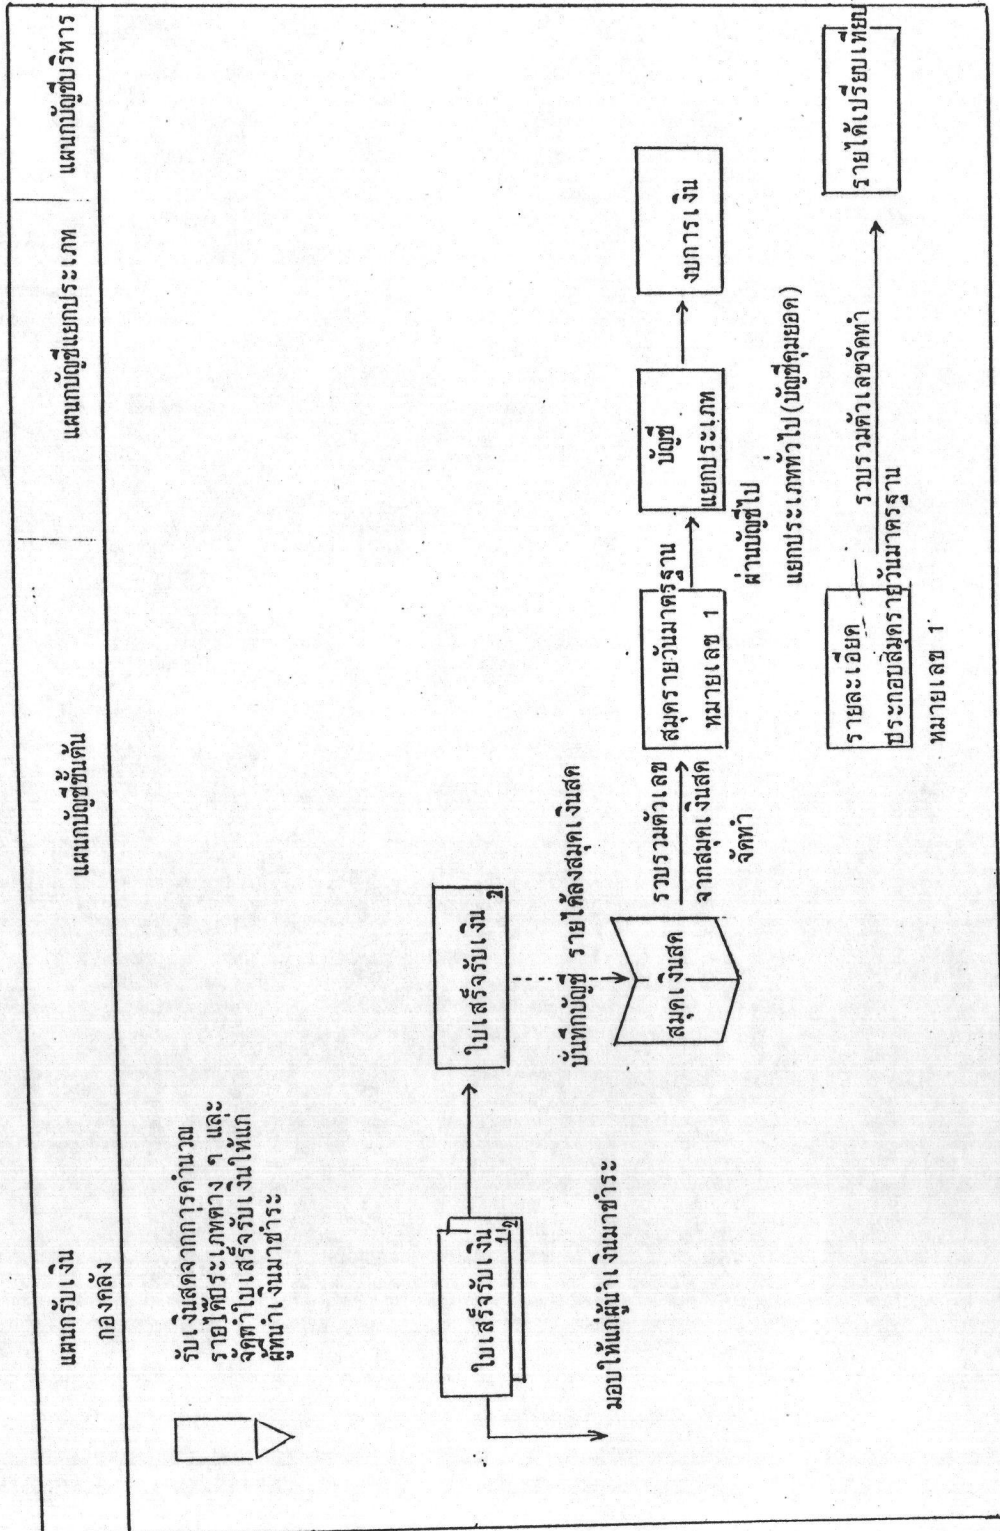 แผนกรับเงิน
กองคลัง
แผนกบัญชีขั้นต้น
แผนกบัญชีแยกประเภท
แผนกบัญชีบริหาร
รับเงินสดจากการคำนวณ
รายได้ประเภทต่าง ๆ และ
จัดทำใบเสร็จรับเงินให้แก่
ผู้ที่นำเงินมาชำระ
ใบเสร็จรับเงิน
1
2
มอบให้แก่ผู้นำเงินมาชำระ
ใบเสร็จรับเงิน
2
บันทึกบัญชี รายได้ลงสมุดเงินสด
สมุดเงินสด
รวบรวมตัวเลข
จากสมุดเงินสด
จัดทำ
สมุดรายวันมาตรฐาน
หมายเลข 1
ผ่านบัญชีไป
แยกประเภททั่วไป(บัญชีคุมยอด)
บัญชี
แยกประเภท
งบการเงิน
รายละเอียด
ประกอบสมุดรายวันมาตรฐาน
หมายเลข 1
รวบรวมตัวเลขจัดทำ
รายได้เปรียบเทียบ